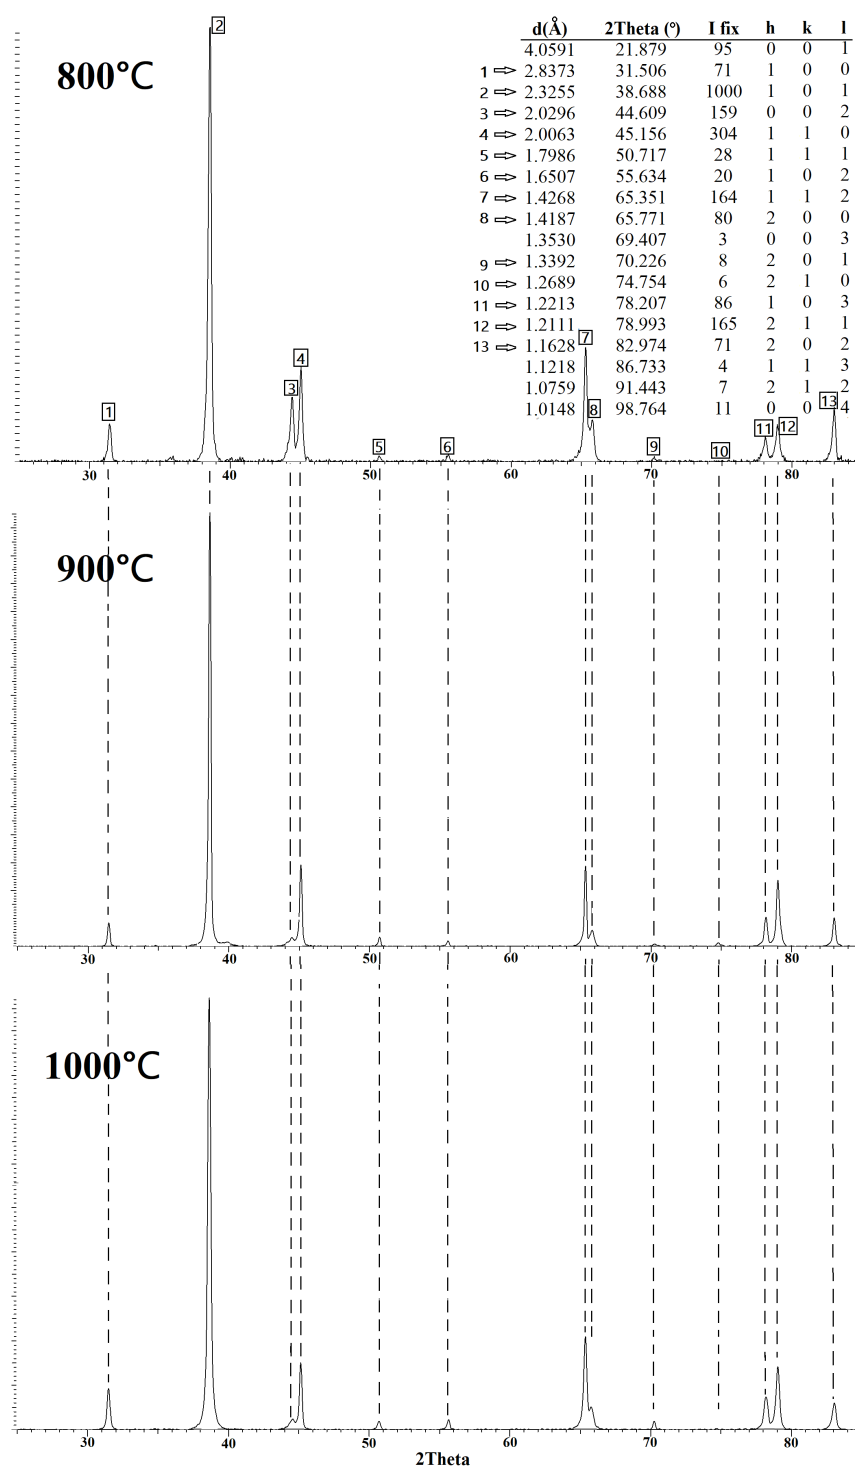 800°C
d(Å) 2Theta (°) I fix h k l
4.0591 21.879 95 0 0 1
1 ⇨ 2.8373 31.506 71 1 0 0
2 ⇨ 2.3255 38.688 1000 1 0 1
3 ⇨ 2.0296 44.609 159 0 0 2
4 ⇨ 2.0063 45.156 304 1 1 0
5 ⇨ 1.7986 50.717 28 1 1 1
6 ⇨ 1.6507 55.634 20 1 0 2
7 ⇨ 1.4268 65.351 164 1 1 2
8 ⇨ 1.4187 65.771 80 2 0 0
1.3530 69.407 3 0 0 3
9 ⇨ 1.3392 70.226 8 2 0 1
10 ⇨ 1.2689 74.754 6 2 1 0
11 ⇨ 1.2213 78.207 86 1 0 3
12 ⇨ 1.2111 78.993 165 2 1 1
13 ⇨ 1.1628 82.974 71 2 0 2
1.1218 86.733 4 1 1 3
1.0759 91.443 7 2 1 2
1.0148 98.764 11 0 0 4
1 2 3 4 5 6 7 8 9 10 11 12 13
30 40 50 60 70 80
900°C
30 40 50 60 70 80
1000°C
30 40 50 60 70 80
2Theta